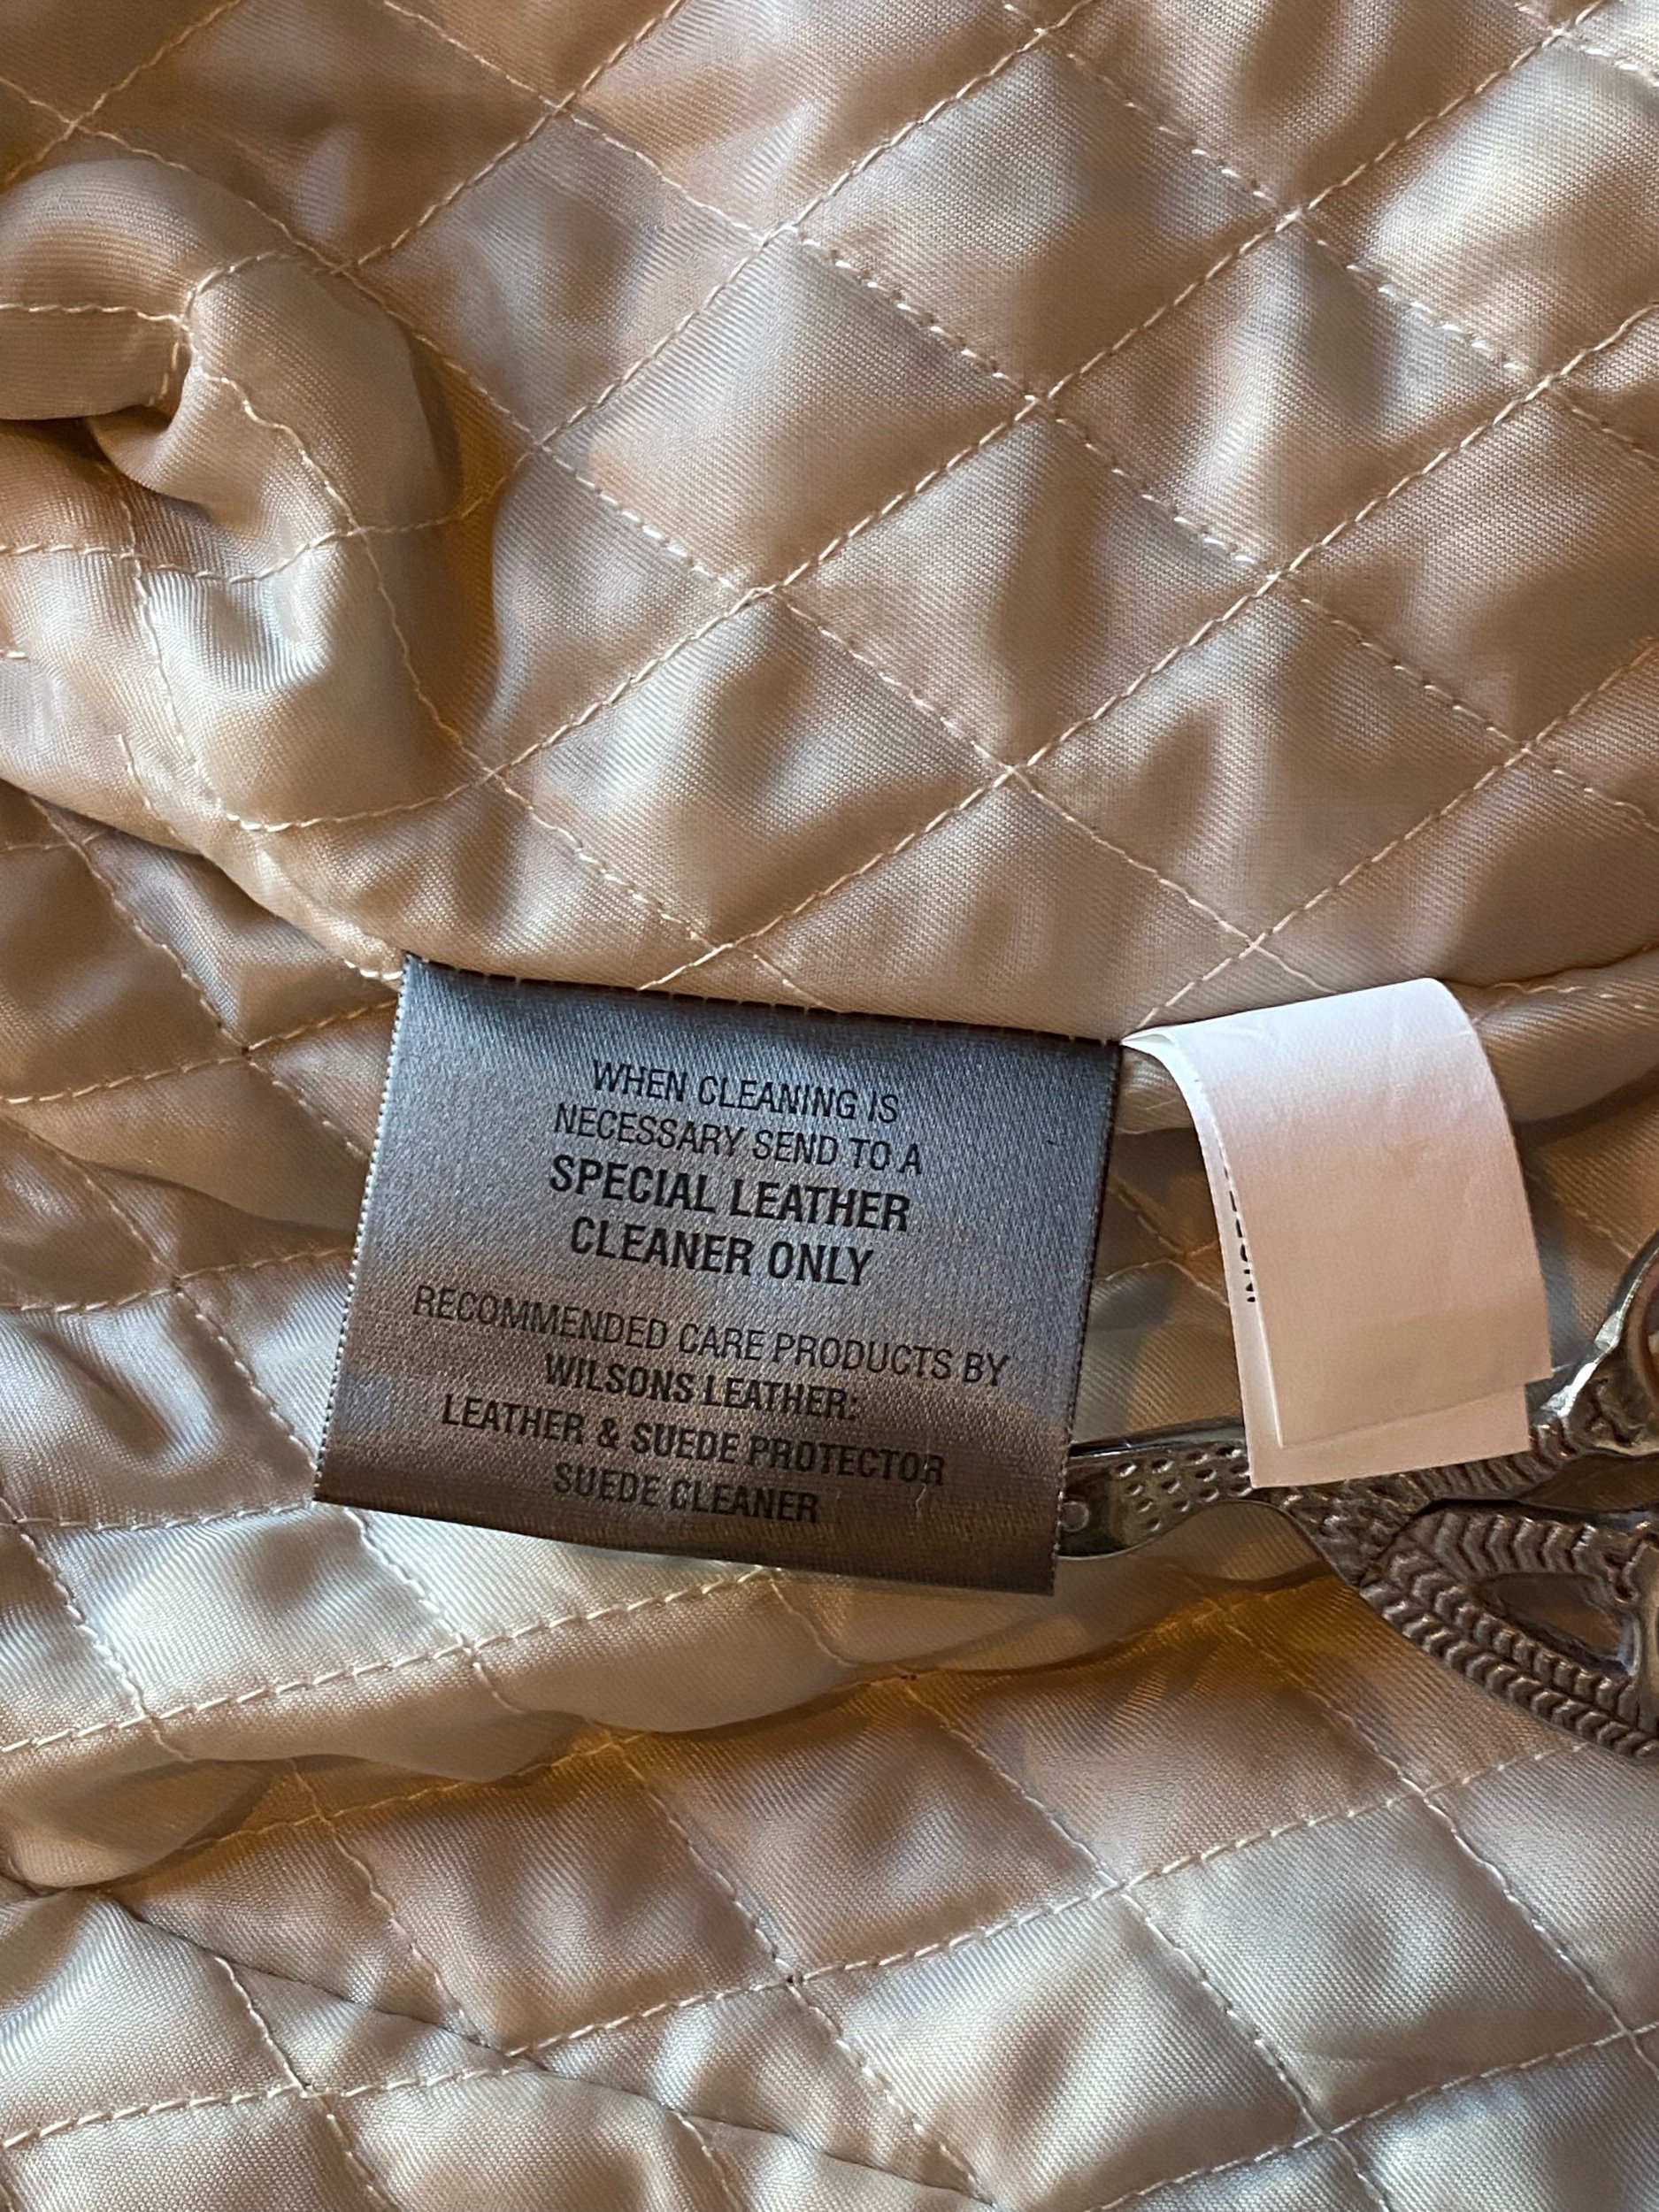 WHEN CLEANING IS
NECESSARY SEND TO A
SPECIAL LEATHER
CLEANER ONLY
RECOMMENDED CARE PRODUCTS BY
WILSONS LEATHER:
LEATHER & SUEDE PROTECTOR
SUEDE CLEANER